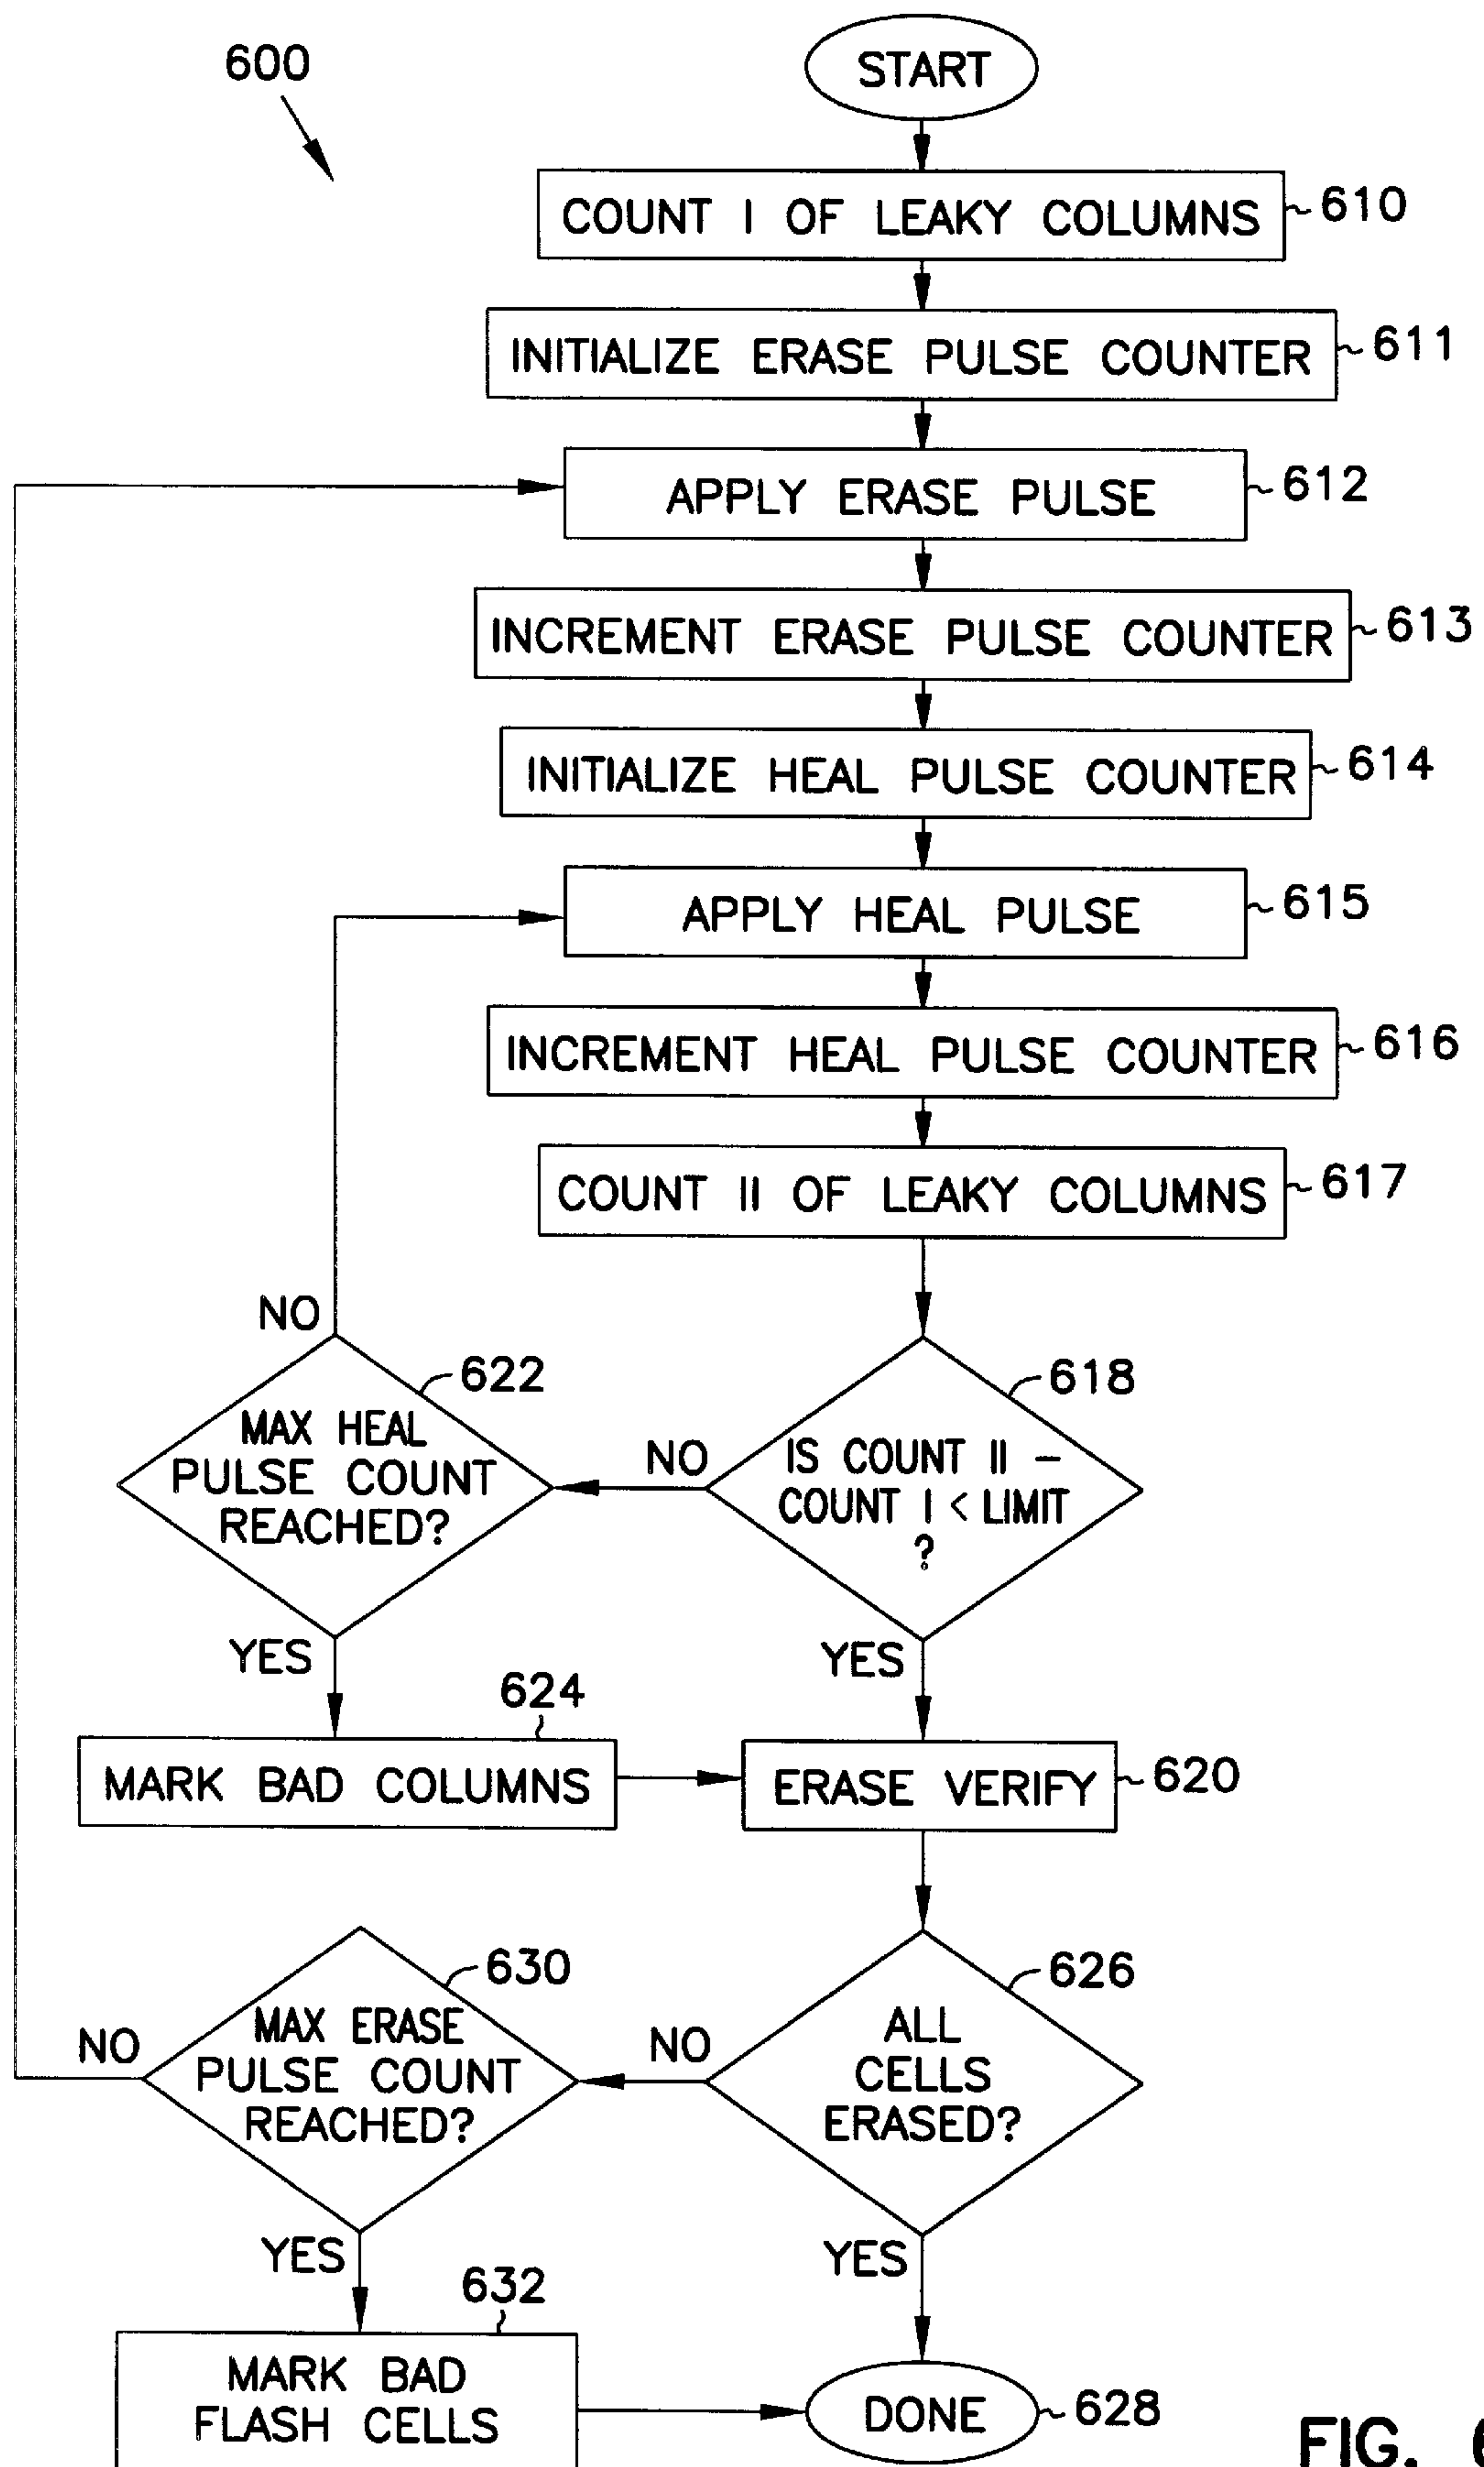 600
START
COUNT I OF LEAKY COLUMNS
610
INITIALIZE ERASE PULSE COUNTER
611
APPLY ERASE PULSE
612
INCREMENT ERASE PULSE COUNTER
613
INITIALIZE HEAL PULSE COUNTER
614
APPLY HEAL PULSE
615
INCREMENT HEAL PULSE COUNTER
616
COUNT II OF LEAKY COLUMNS
617
NO
622
MAX HEAL
PULSE COUNT
REACHED?
NO
618
IS COUNT II –
COUNT I < LIMIT
?
YES
YES
624
MARK BAD COLUMNS
ERASE VERIFY
620
NO
630
MAX ERASE
PULSE COUNT
REACHED?
NO
626
ALL
CELLS
ERASED?
YES
YES
632
MARK BAD
FLASH CELLS
DONE
628
FIG. 6